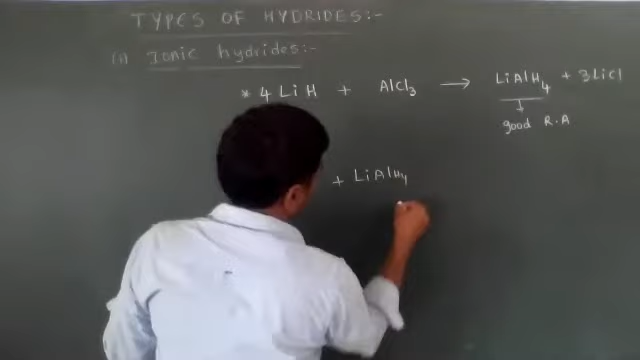 TYPES OF HYDRIDES:-
(i) Ionic hydrides:-
* 4 LiH + AlCl3 → LiAlH4 + 3LiCl
↓
good R.A
+ LiAlH4